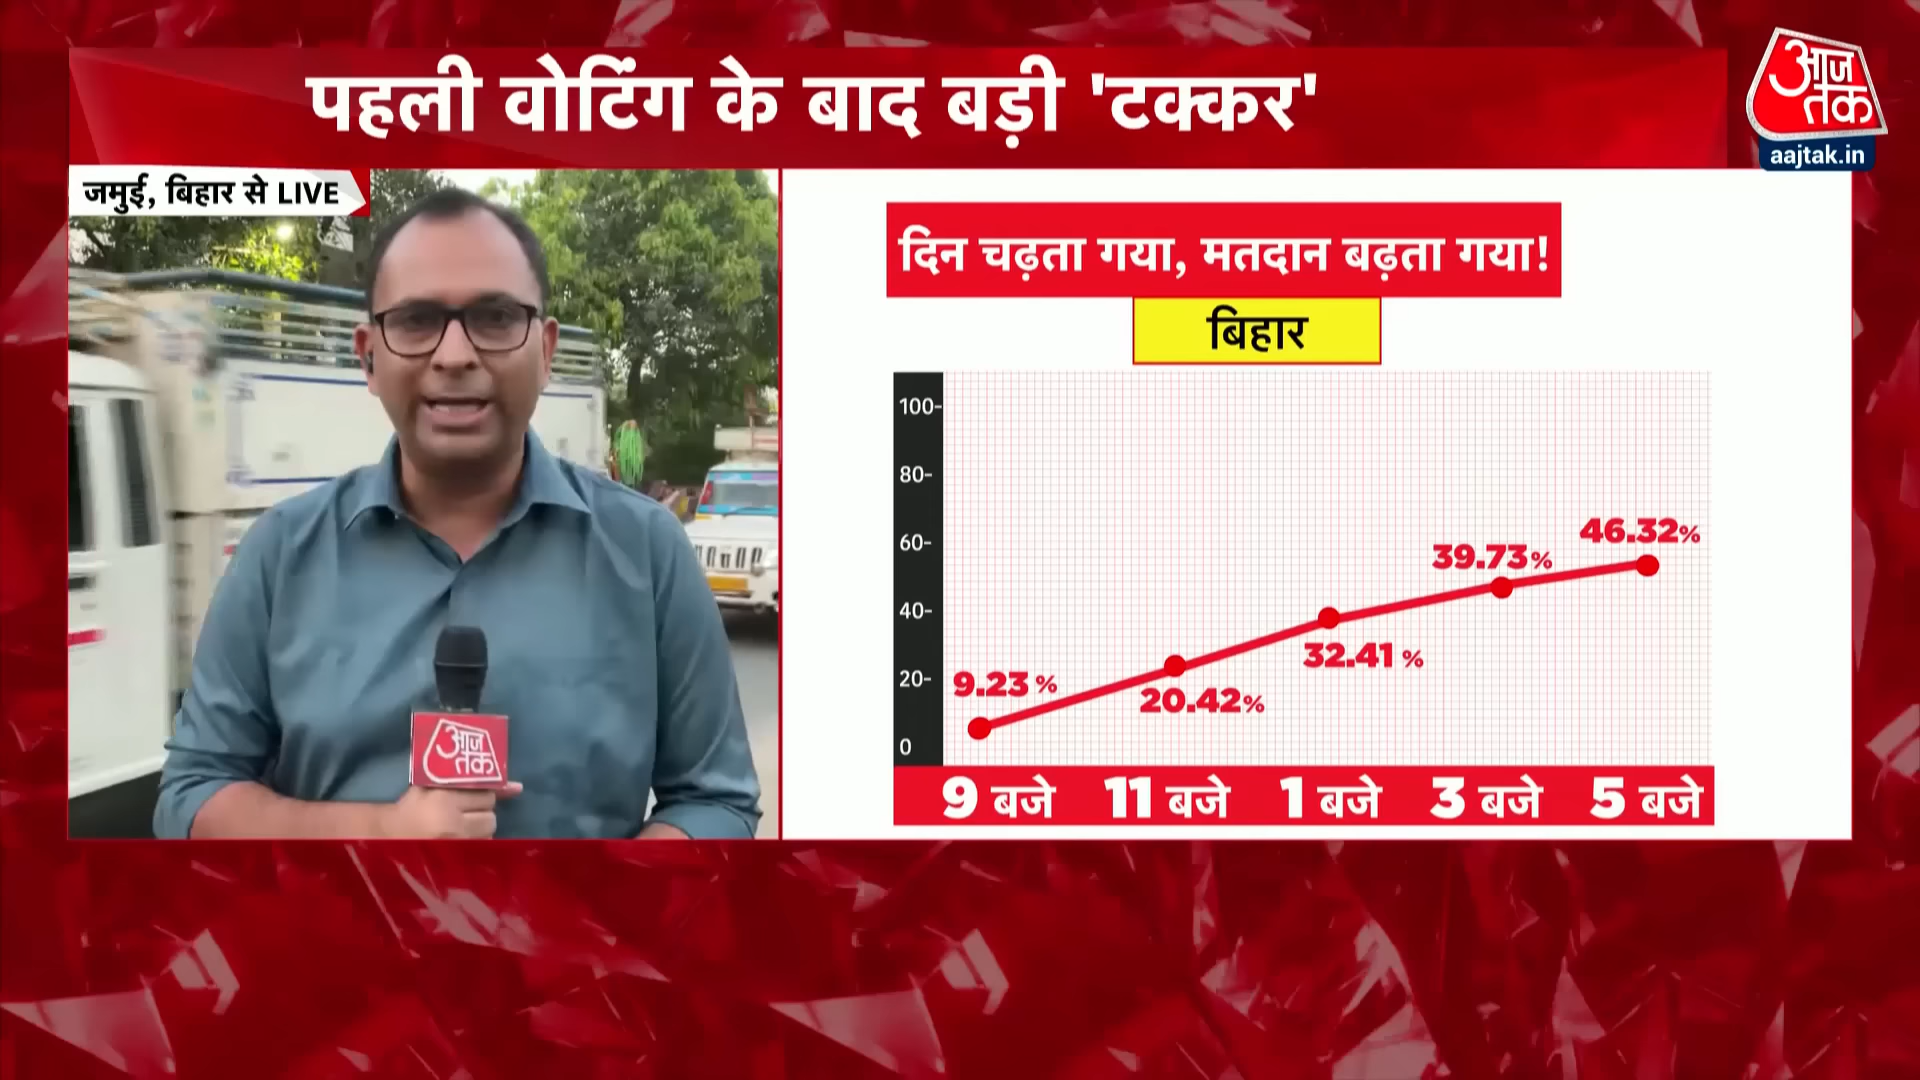 पहली वोटिंग के बाद बड़ी 'टक्कर'
आज
तक
aajtak.in
जमुई, बिहार से LIVE
दिन चढ़ता गया, मतदान बढ़ता गया!
बिहार
100-
80-
60-
40-
20-
0
9.23 %
20.42%
32.41 %
39.73%
46.32%
9 बजे 11 बजे 1 बजे 3 बजे 5 बजे
आज
तक